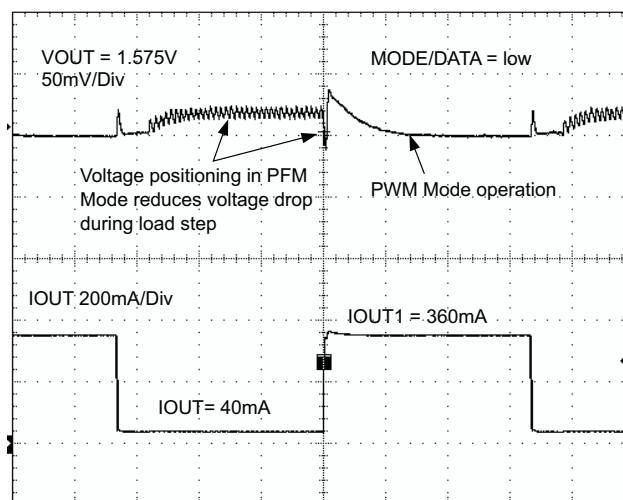 VOUT = 1.575V
50mV/Div
MODE/DATA = low
Voltage positioning in PFM
Mode reduces voltage drop
during load step
PWM Mode operation
IOUT 200mA/Div
IOUT1 = 360mA
IOUT= 40mA